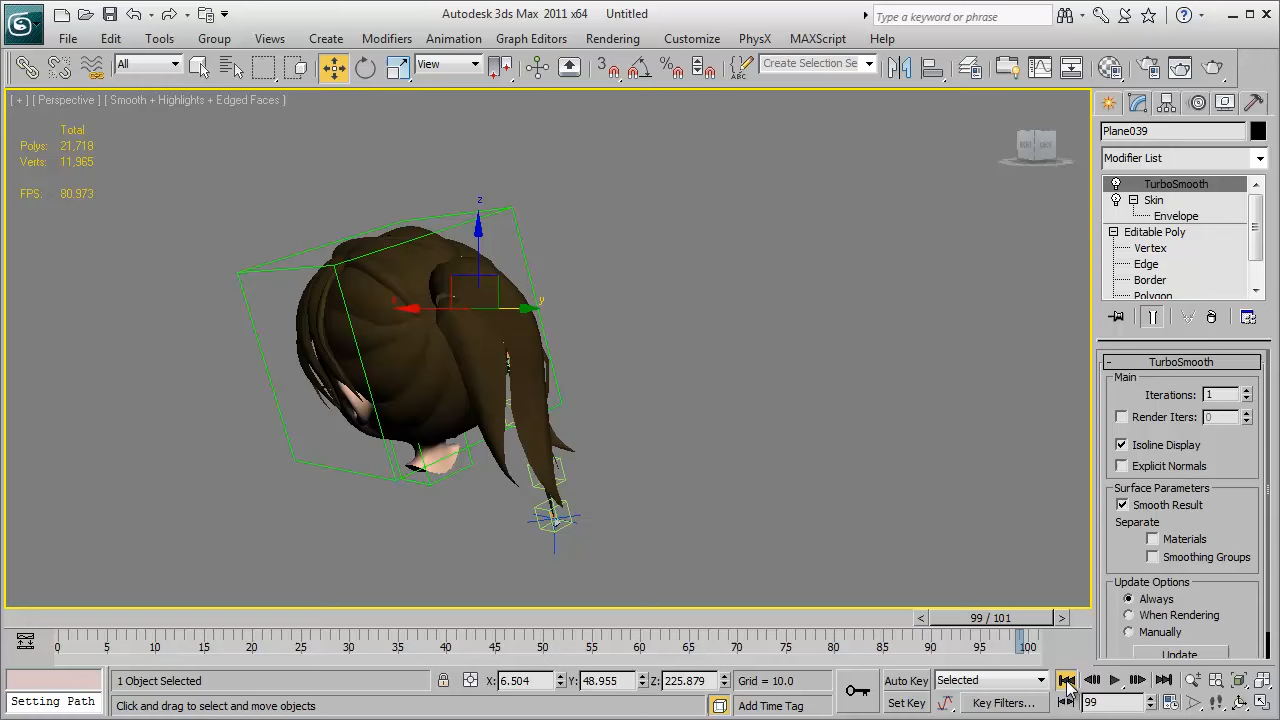 Autodesk 3ds Max 2011 x64 Untitled
Type a keyword or phrase
File Edit Tools Group Views Create Modifiers Animation Graph Editors Rendering Customize PhysX MAXScript Help
All
View
Create Selection Se
[ + ] [ Perspective ] [ Smooth + Highlights + Edged Faces ]
Total
Polys: 21,718
Verts: 11,965
FPS: 80.973
z
x
y
Plane039
Modifier List
TurboSmooth
Skin
Envelope
Editable Poly
Vertex
Edge
Border
Polygon
TurboSmooth
Main
Iterations: 1
Render Iters: 0
Isoline Display
Explicit Normals
Surface Parameters
Smooth Result
Separate
Materials
Smoothing Groups
Update Options
Always
When Rendering
Manually
Update
< 99 / 101 >
0 5 10 15 20 25 30 35 40 45 50 55 60 65 70 75 80 85 90 95 100
1 Object Selected X: 6.504 Y: 48.955 Z: 225.879 Grid = 10.0 Auto Key Selected
Setting Path Click and drag to select and move objects Add Time Tag Set Key Key Filters... 99